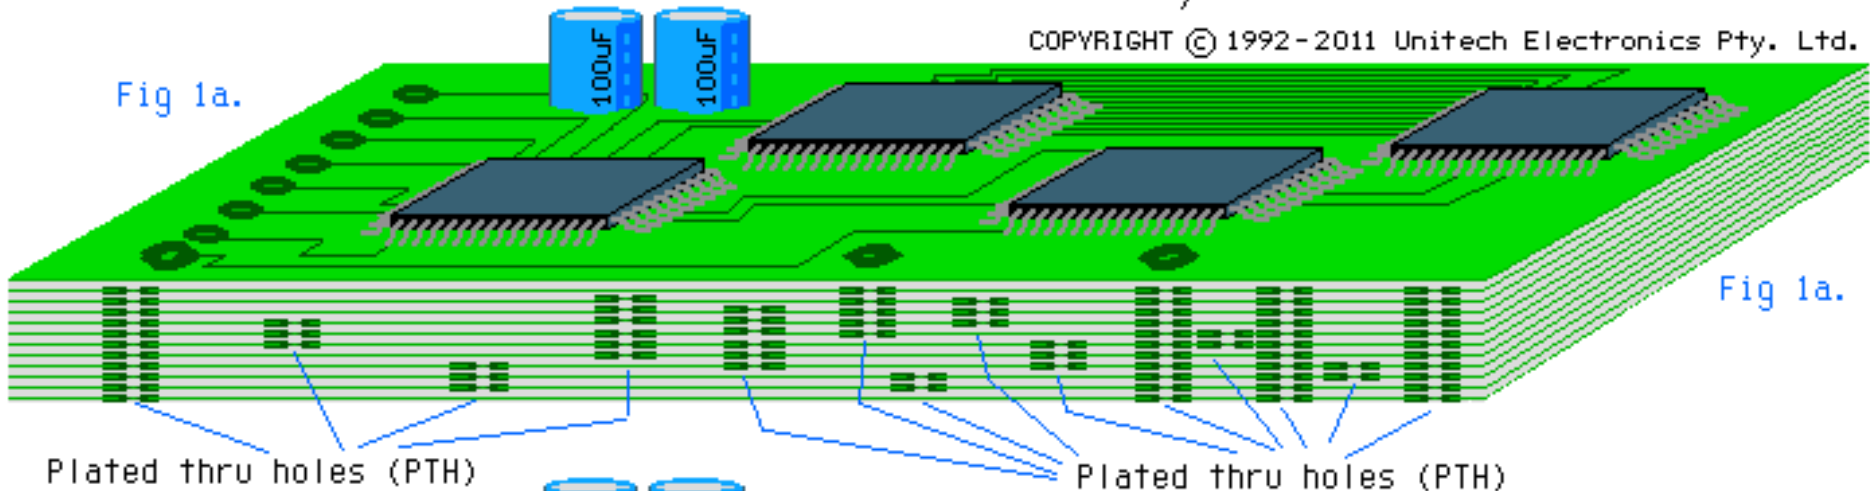 COPYRIGHT © 1992-2011 Unitech Electronics Pty. Ltd.
Fig 1a.
100uF
100uF
Fig 1a.
Plated thru holes (PTH)
Plated thru holes (PTH)